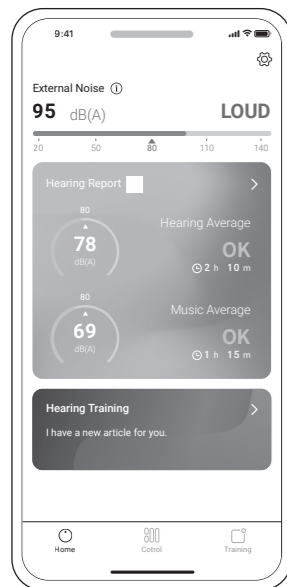 9:41
External Noise
95 dB(A) LOUD
20 50 80 110 140
Hearing Report
80
78
dB(A)
Hearing Average
OK
2 h 10 m
80
69
dB(A)
Music Average
OK
1 h 15 m
Hearing Training
I have a new article for you.
Home Cotrol Training